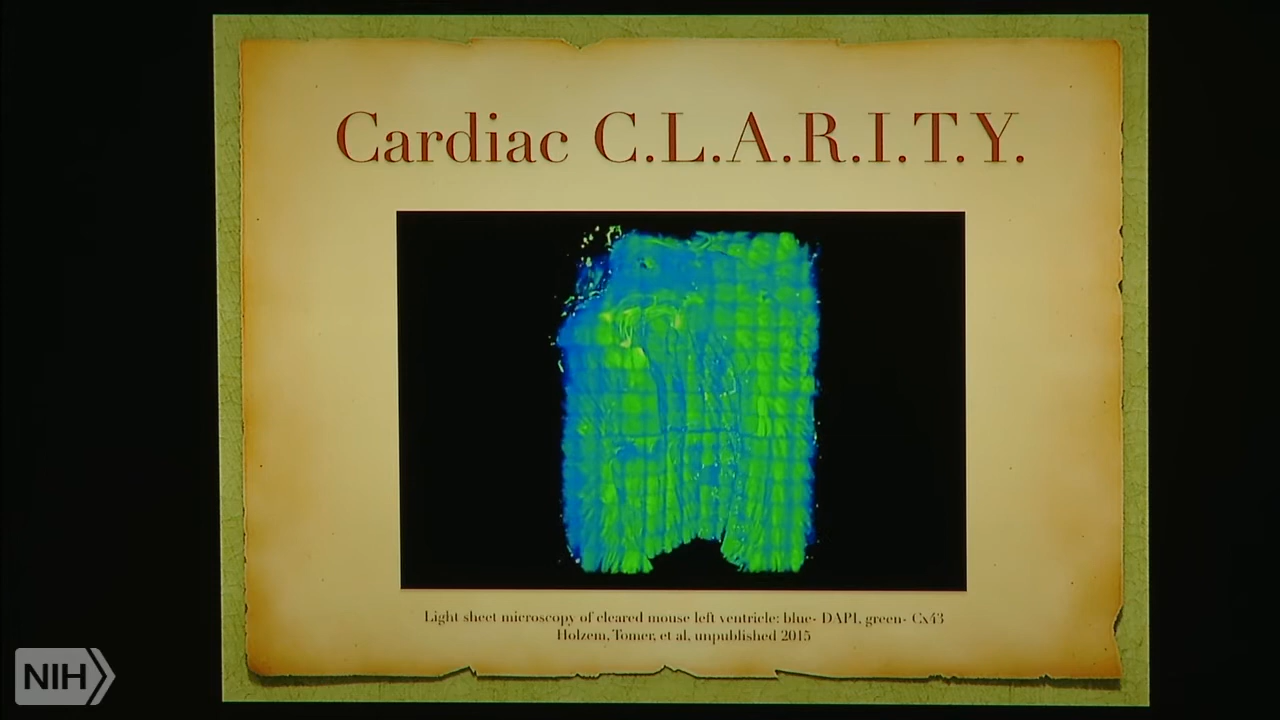 Cardiac C.L.A.R.I.T.Y.
Light sheet microscopy of cleared mouse left ventricle: blue- DAPI, green- Cx43
Holzem, Tomer, et al, unpublished 2015
NIH